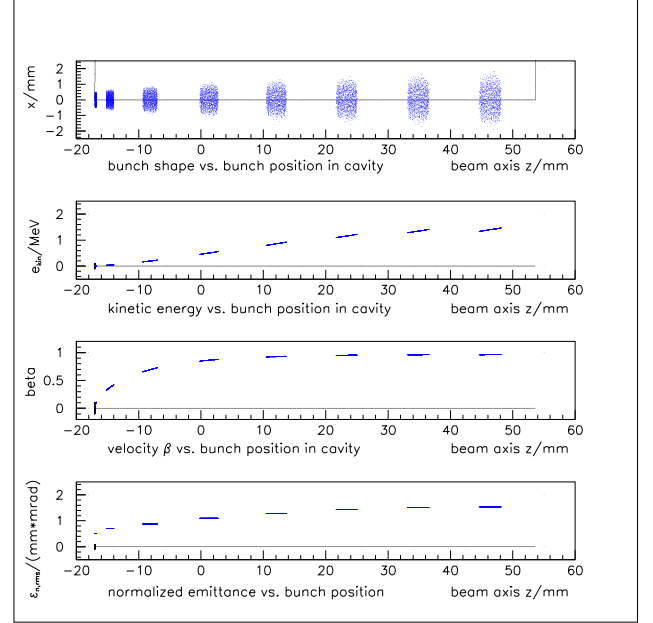 x/mm
2
1
0
−1
−2
−20 −10 0 10 20 30 40 50 60
bunch shape vs. bunch position in cavity beam axis z/mm
e_kin/MeV
2
1
0
−20 −10 0 10 20 30 40 50 60
kinetic energy vs. bunch position in cavity beam axis z/mm
beta
1
0.5
0
−20 −10 0 10 20 30 40 50 60
velocity β vs. bunch position in cavity beam axis z/mm
ε_n,rms/(mm*mrad)
2
1
0
−20 −10 0 10 20 30 40 50 60
normalized emittance vs. bunch position beam axis z/mm